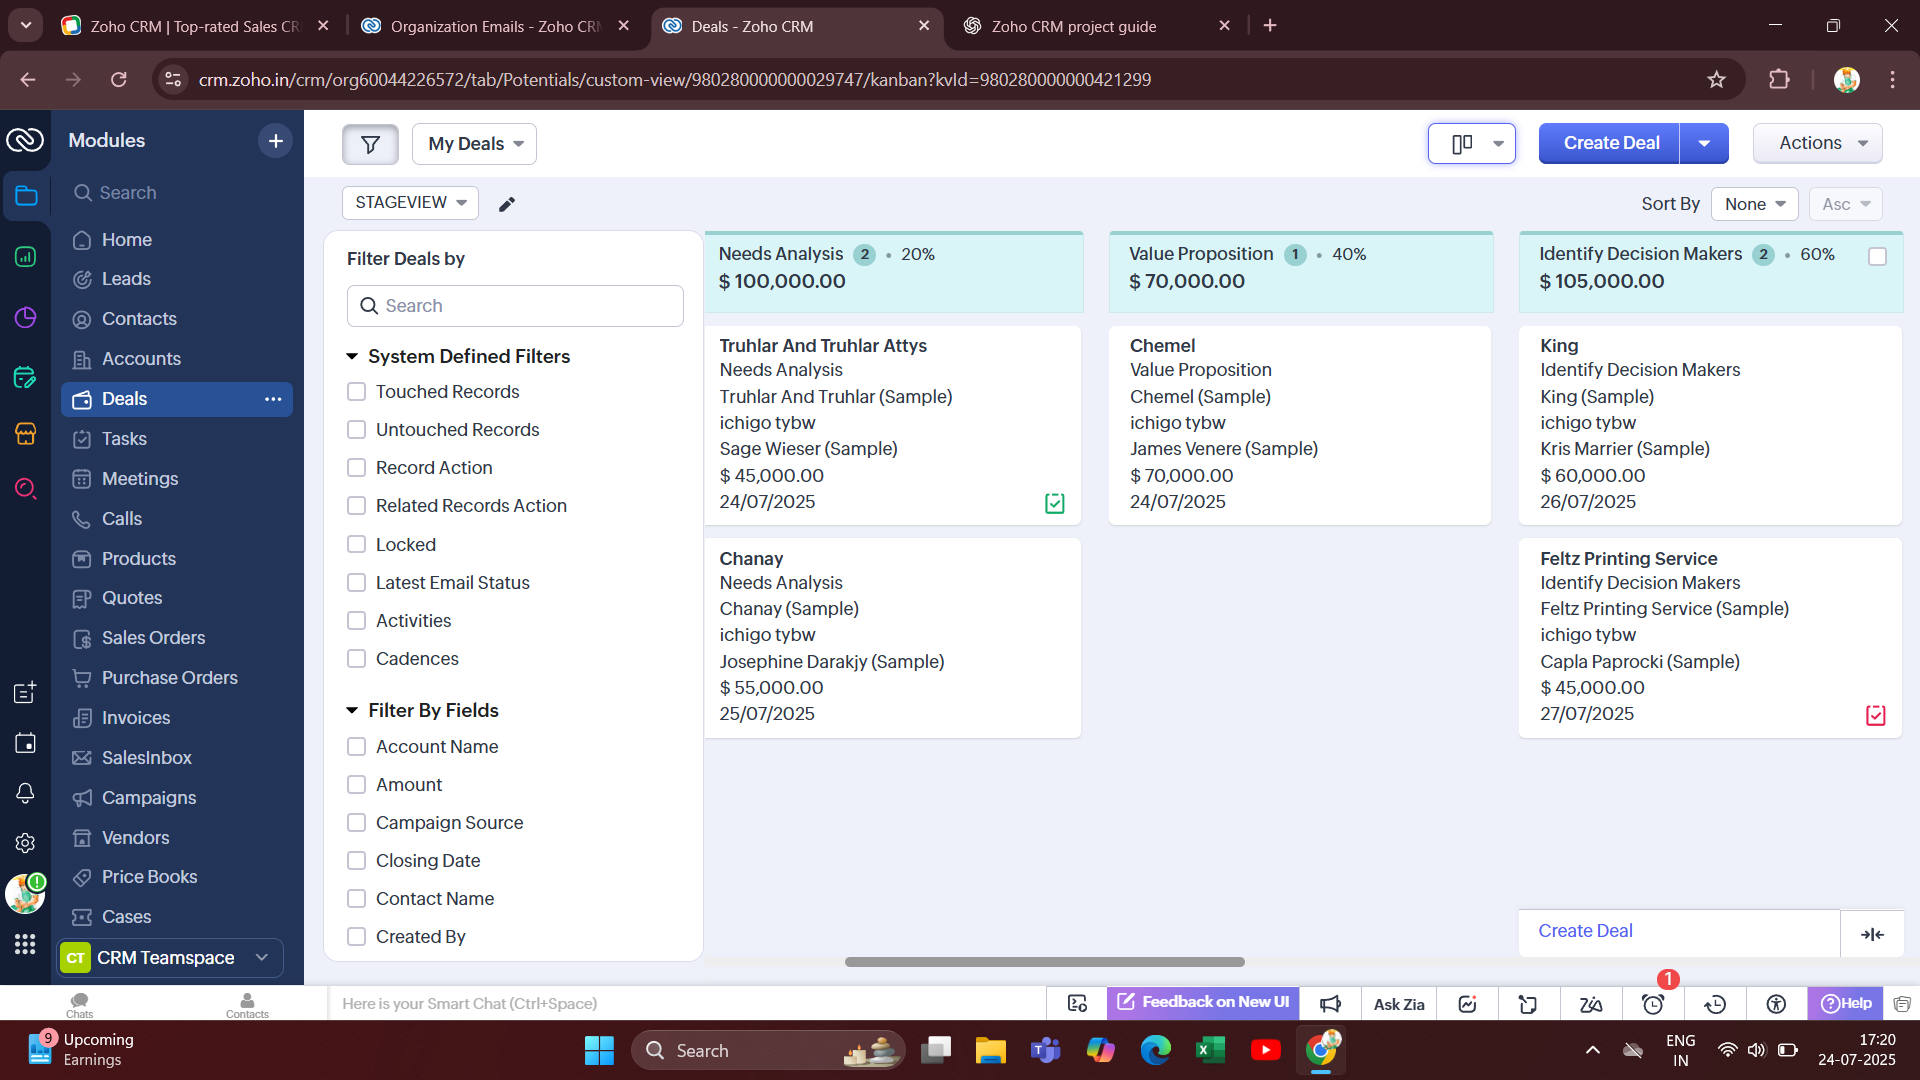 Zoho CRM | Top-rated Sales CR
Organization Emails - Zoho CRM
Deals - Zoho CRM
Zoho CRM project guide
crm.zoho.in/crm/org60044226572/tab/Potentials/custom-view/980280000000029747/kanban?kvId=980280000000421299
Modules
Search
Home
Leads
Contacts
Accounts
Deals
Tasks
Meetings
Calls
Products
Quotes
Sales Orders
Purchase Orders
Invoices
SalesInbox
Campaigns
Vendors
Price Books
Cases
CT CRM Teamspace
My Deals
Create Deal
Actions
STAGEVIEW
Sort By None Asc
Filter Deals by
Search
System Defined Filters
Touched Records
Untouched Records
Record Action
Related Records Action
Locked
Latest Email Status
Activities
Cadences
Filter By Fields
Account Name
Amount
Campaign Source
Closing Date
Contact Name
Created By
Needs Analysis 2 • 20%
$ 100,000.00
Truhlar And Truhlar Attys
Needs Analysis
Truhlar And Truhlar (Sample)
ichigo tybw
Sage Wieser (Sample)
$ 45,000.00
24/07/2025
Chanay
Needs Analysis
Chanay (Sample)
ichigo tybw
Josephine Darakjy (Sample)
$ 55,000.00
25/07/2025
Value Proposition 1 • 40%
$ 70,000.00
Chemel
Value Proposition
Chemel (Sample)
ichigo tybw
James Venere (Sample)
$ 70,000.00
24/07/2025
Identify Decision Makers 2 • 60%
$ 105,000.00
King
Identify Decision Makers
King (Sample)
ichigo tybw
Kris Marrier (Sample)
$ 60,000.00
26/07/2025
Feltz Printing Service
Identify Decision Makers
Feltz Printing Service (Sample)
ichigo tybw
Capla Paprocki (Sample)
$ 45,000.00
27/07/2025
Create Deal
Chats
Contacts
Here is your Smart Chat (Ctrl+Space)
Feedback on New UI
Ask Zia
1
Help
9
Upcoming
Earnings
Search
ENG
IN
17:20
24-07-2025